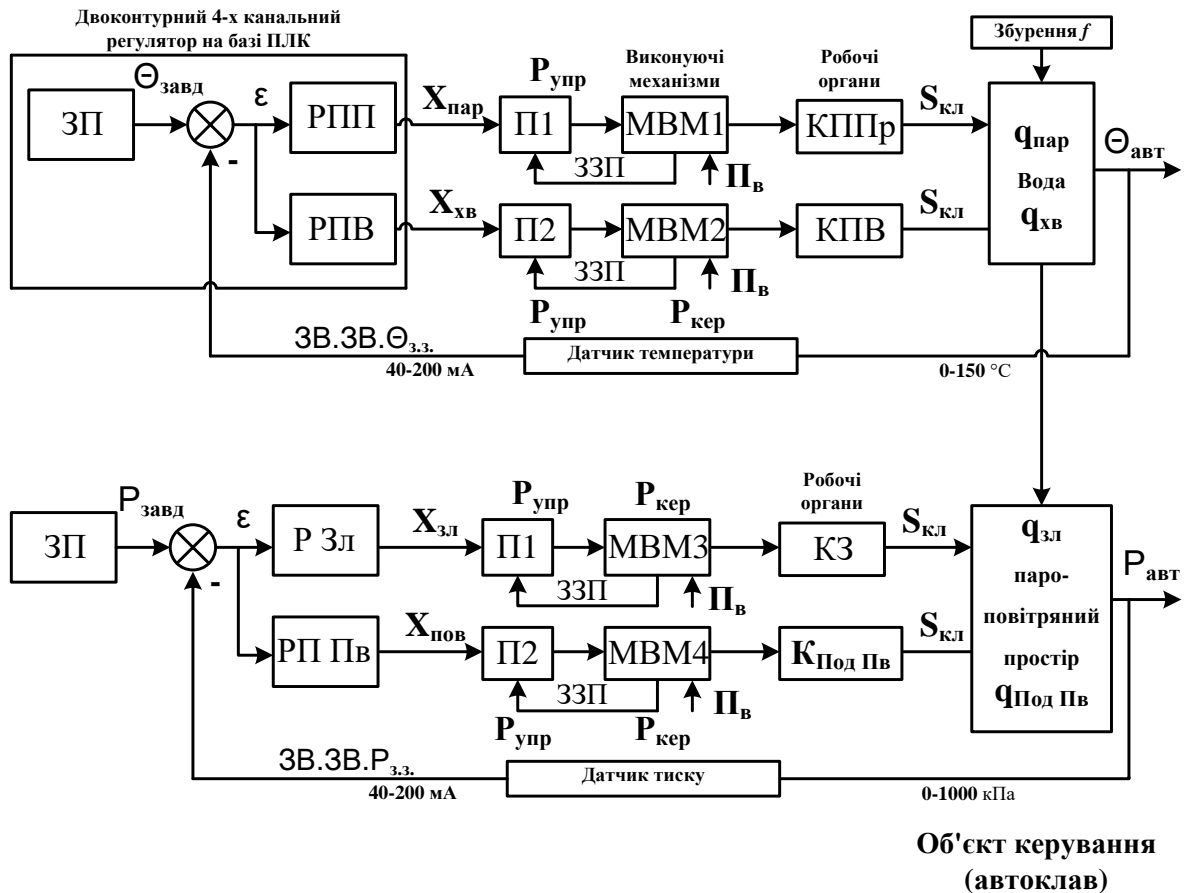 Двоконтурний 4-х канальний
регулятор на базі ПЛК
Θзавд
ЗП
ε
-
РПП
РПВ
Xпар
Xхв
Pупр
П1
П2
Виконуючі
механізми
МВМ1
ЗЗП
Пв
МВМ2
ЗЗП
Пв
Pупр
Pкер
Робочі
органи
КППр
КПВ
Sкл
Sкл
Збурення f
qпар
Вода
qхв
Θавт
ЗВ.ЗВ.Θз.з.
40-200 мА
Датчик температури
0-150 °С
Pзавд
ЗП
ε
-
Р Зл
РП Пв
Xзл
Xпов
Pупр
П1
П2
Pкер
МВМ3
ЗЗП
Пв
МВМ4
ЗЗП
Пв
Pупр
Pкер
Робочі
органи
КЗ
КПод Пв
Sкл
Sкл
qзл
паро-
повітряний
простір
qПод Пв
Pавт
ЗВ.ЗВ.Pз.з.
40-200 мА
Датчик тиску
0-1000 кПа
Об'єкт керування
(автоклав)